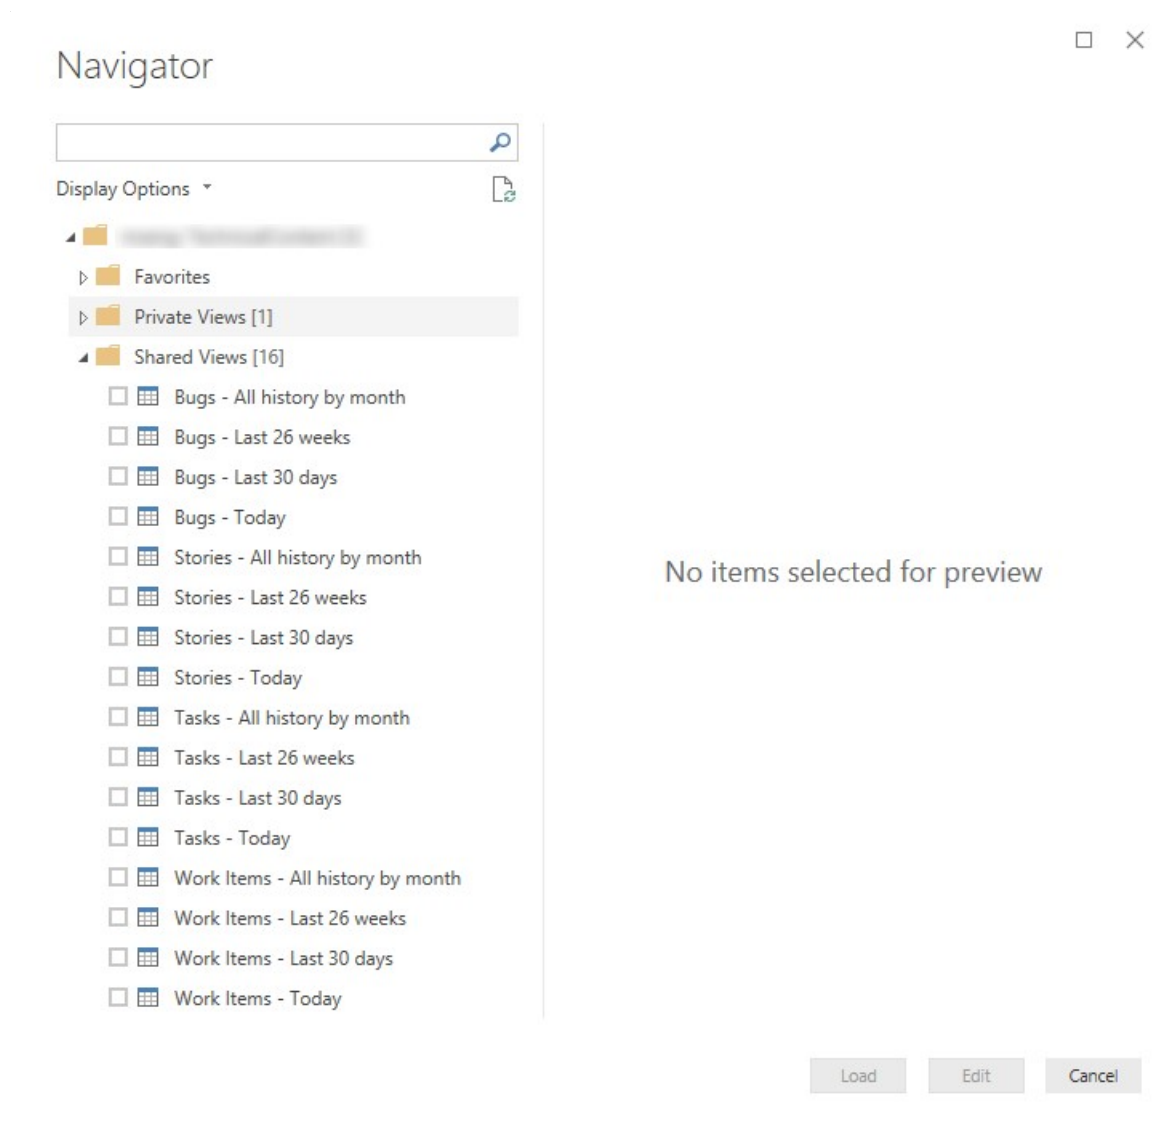 Navigator
Display Options
Favorites
Private Views [1]
Shared Views [16]
Bugs - All history by month
Bugs - Last 26 weeks
Bugs - Last 30 days
Bugs - Today
Stories - All history by month
Stories - Last 26 weeks
Stories - Last 30 days
Stories - Today
Tasks - All history by month
Tasks - Last 26 weeks
Tasks - Last 30 days
Tasks - Today
Work Items - All history by month
Work Items - Last 26 weeks
Work Items - Last 30 days
Work Items - Today
No items selected for preview
Load Edit Cancel